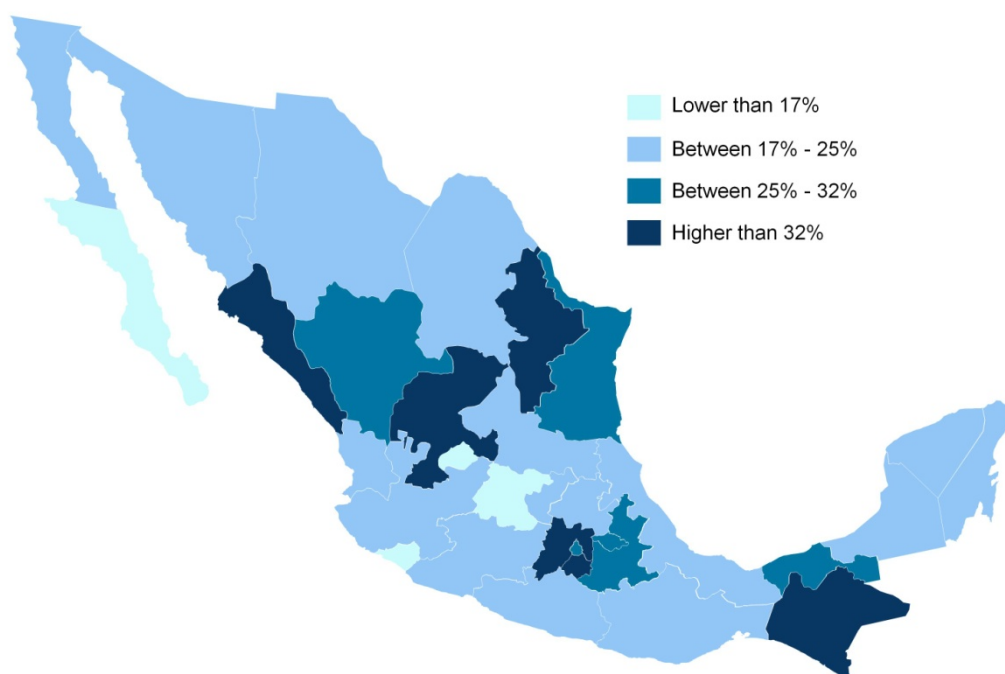 Lower than 17%
Between 17% - 25%
Between 25% - 32%
Higher than 32%